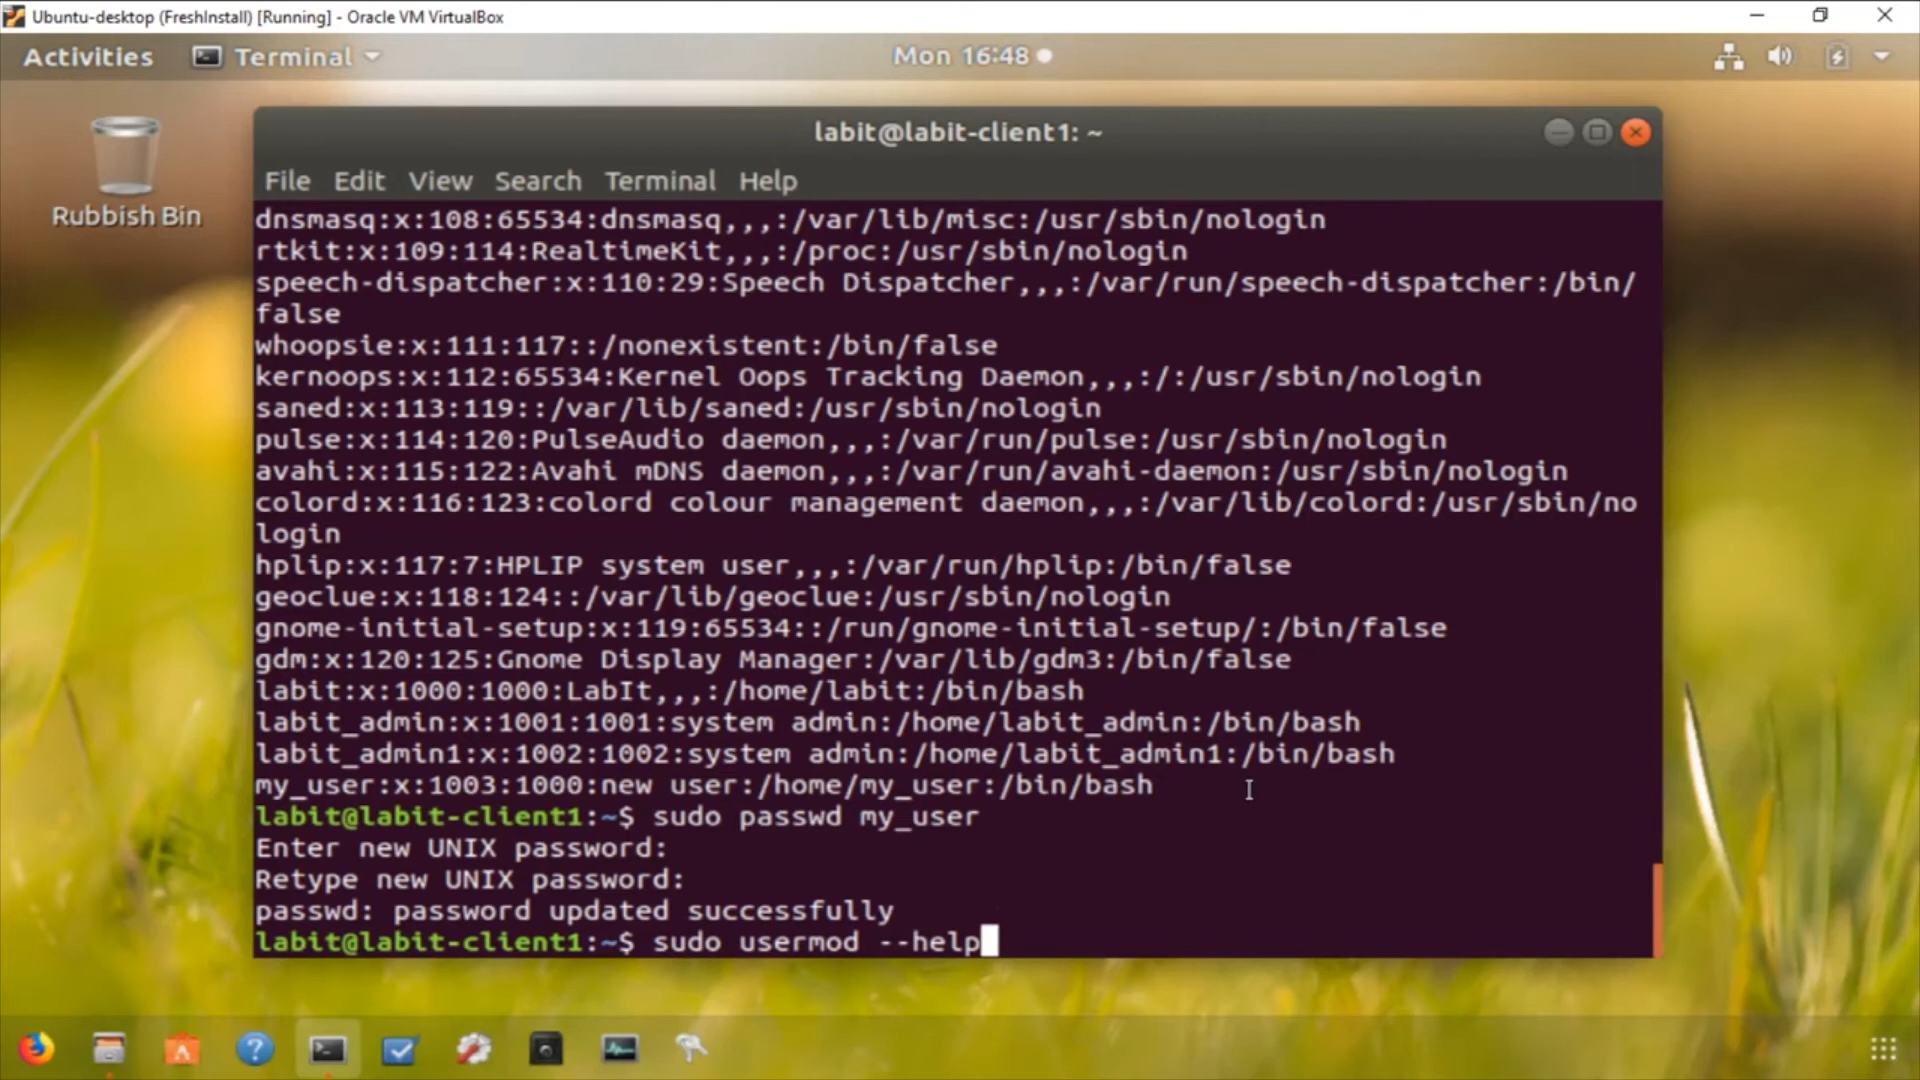 Ubuntu-desktop (FreshInstall) [Running] - Oracle VM VirtualBox
Activities Terminal Mon 16:48
Rubbish Bin
labit@labit-client1: ~
File Edit View Search Terminal Help
dnsmasq:x:108:65534:dnsmasq,,,:/var/lib/misc:/usr/sbin/nologin
rtkit:x:109:114:RealtimeKit,,,:/proc:/usr/sbin/nologin
speech-dispatcher:x:110:29:Speech Dispatcher,,,:/var/run/speech-dispatcher:/bin/
false
whoopsie:x:111:117::/nonexistent:/bin/false
kernoops:x:112:65534:Kernel Oops Tracking Daemon,,,:/:/usr/sbin/nologin
saned:x:113:119::/var/lib/saned:/usr/sbin/nologin
pulse:x:114:120:PulseAudio daemon,,,:/var/run/pulse:/usr/sbin/nologin
avahi:x:115:122:Avahi mDNS daemon,,,:/var/run/avahi-daemon:/usr/sbin/nologin
colord:x:116:123:colord colour management daemon,,,:/var/lib/colord:/usr/sbin/no
login
hplip:x:117:7:HPLIP system user,,,:/var/run/hplip:/bin/false
geoclue:x:118:124::/var/lib/geoclue:/usr/sbin/nologin
gnome-initial-setup:x:119:65534::/run/gnome-initial-setup/:/bin/false
gdm:x:120:125:Gnome Display Manager:/var/lib/gdm3:/bin/false
labit:x:1000:1000:LabIt,,,:/home/labit:/bin/bash
labit_admin:x:1001:1001:system admin:/home/labit_admin:/bin/bash
labit_admin1:x:1002:1002:system admin:/home/labit_admin1:/bin/bash
my_user:x:1003:1000:new user:/home/my_user:/bin/bash
labit@labit-client1:~$ sudo passwd my_user
Enter new UNIX password:
Retype new UNIX password:
passwd: password updated successfully
labit@labit-client1:~$ sudo usermod --help